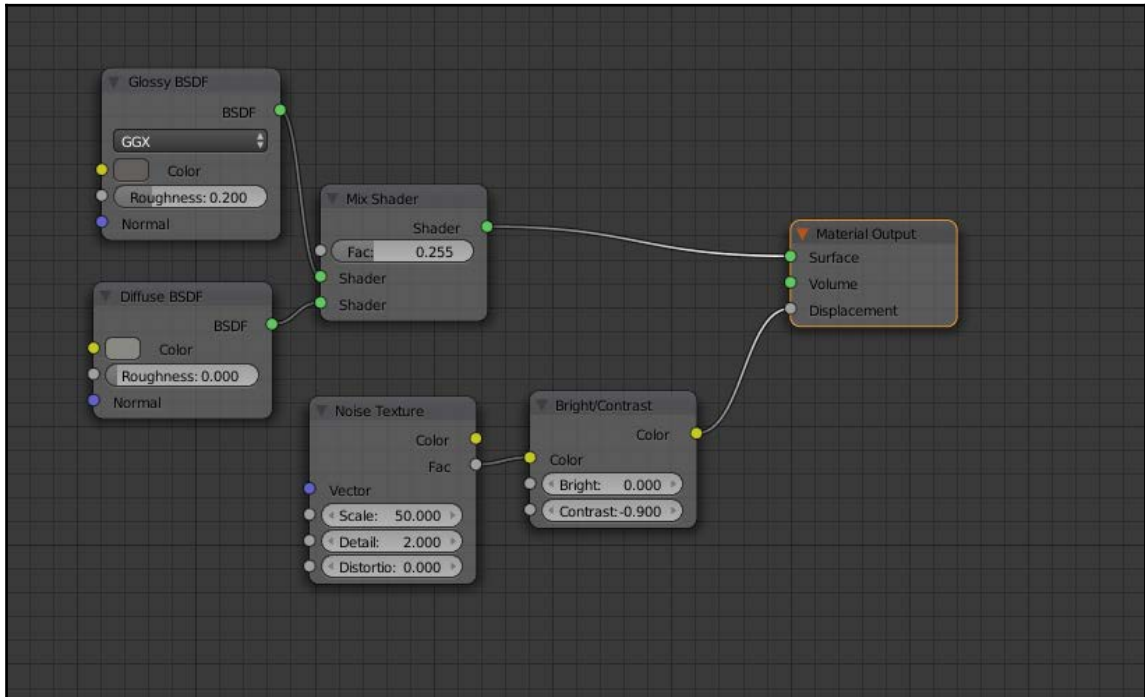 Glossy BSDF
BSDF
GGX
Color
Roughness: 0.200
Normal
Mix Shader
Shader
Fac: 0.255
Shader
Shader
Material Output
Surface
Volume
Displacement
Diffuse BSDF
BSDF
Color
Roughness: 0.000
Normal
Noise Texture
Color
Fac
Vector
Scale: 50.000
Detail: 2.000
Distortio: 0.000
Bright/Contrast
Color
Color
Bright: 0.000
Contrast:-0.900